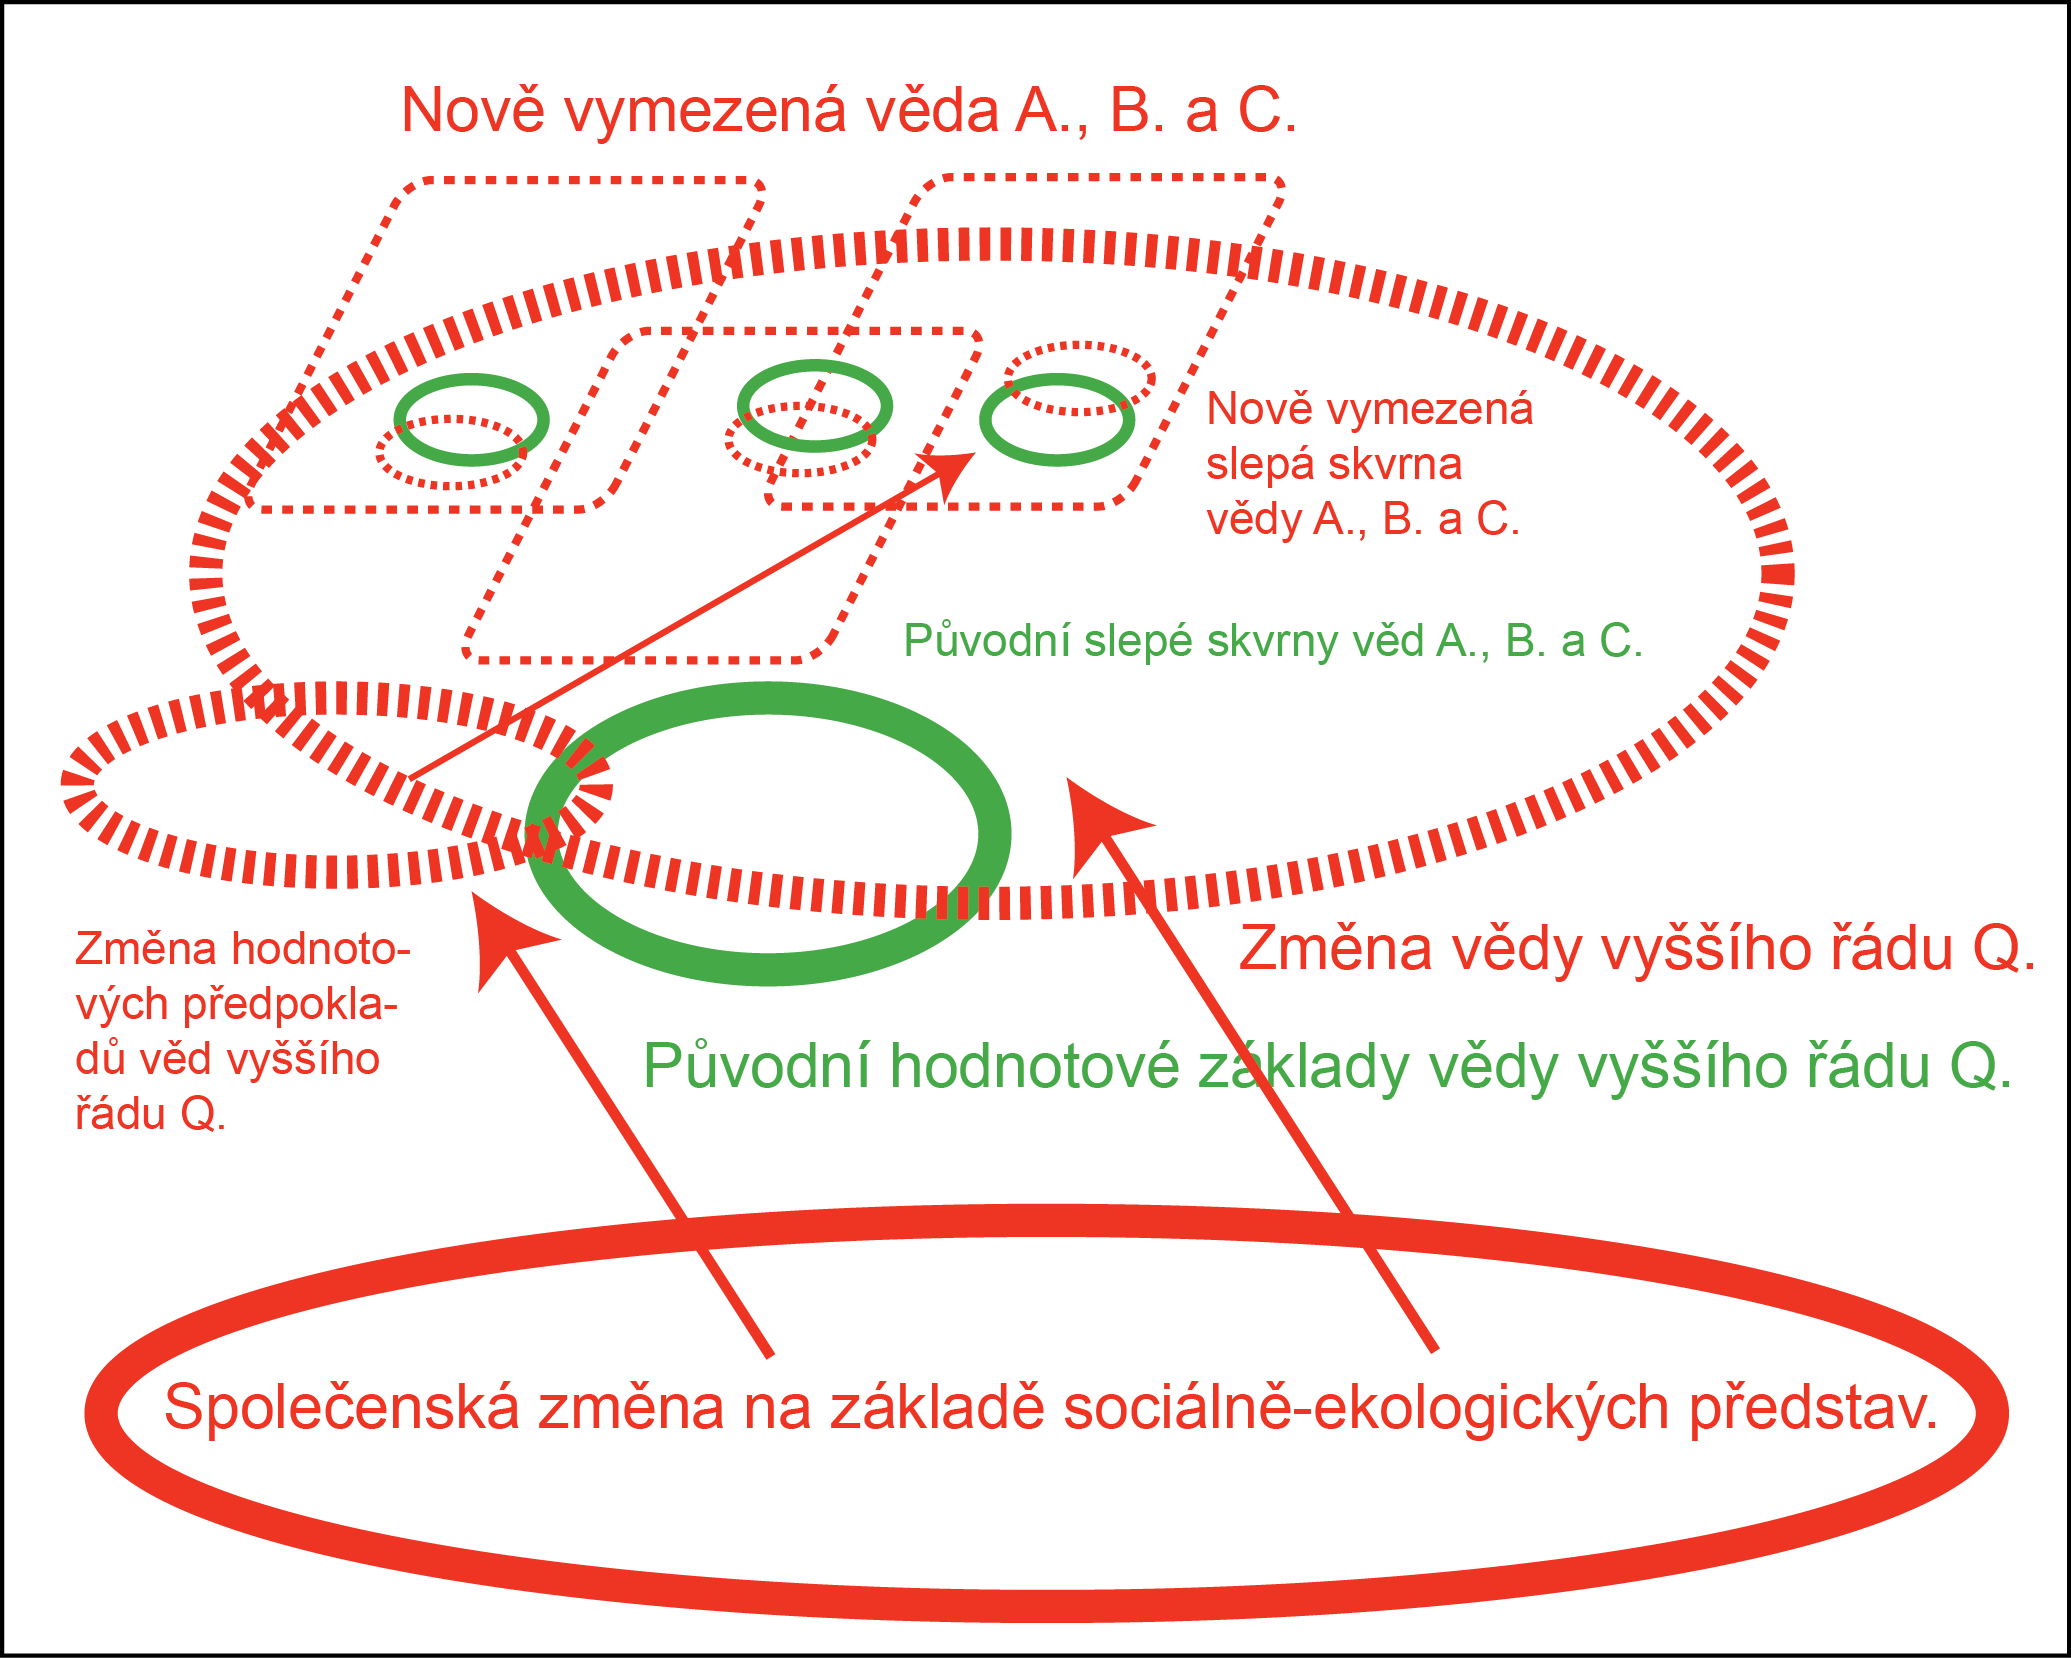 Nově vymezená věda A., B. a C.
Nově vymezená
slepá skvrna
vědy A., B. a C.
Původní slepé skvrny věd A., B. a C.
Změna hodnoto-
vých předpokla-
dů věd vyššího
řádu Q.
Změna vědy vyššího řádu Q.
Původní hodnotové základy vědy vyššího řádu Q.
Společenská změna na základě sociálně-ekologických představ.